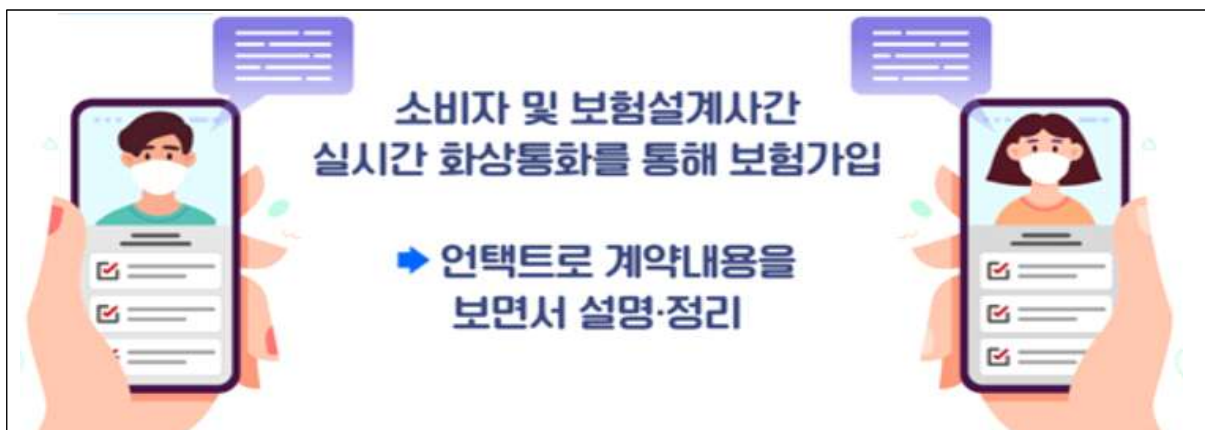 소비자 및 보험설계사간
실시간 화상통화를 통해 보험가입
언택트로 계약내용을
보면서 설명·정리